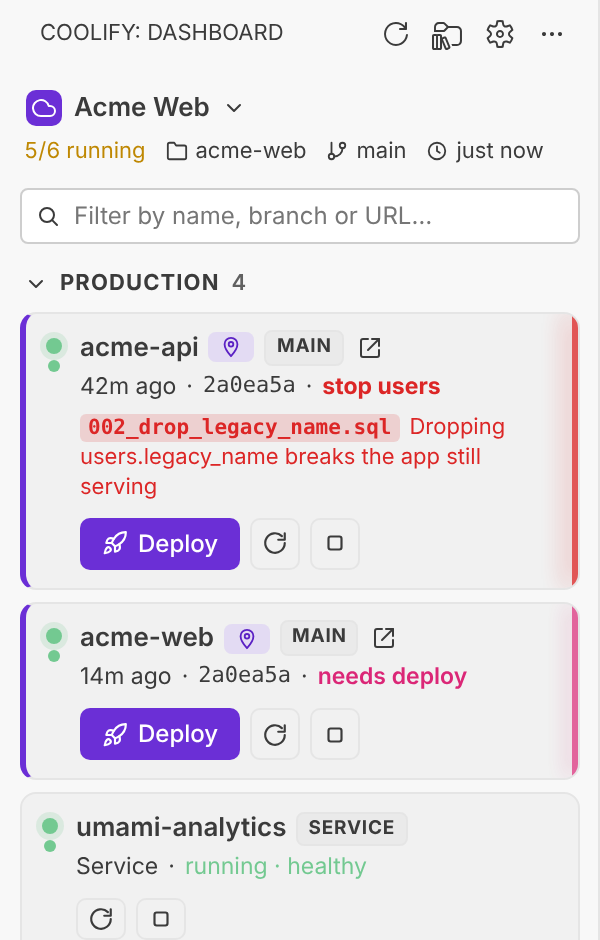 COOLIFY: DASHBOARD
Acme Web
5/6 running acme-web main just now
Filter by name, branch or URL...
PRODUCTION 4
acme-api MAIN
42m ago · 2a0ea5a · stop users
002_drop_legacy_name.sql Dropping
users.legacy_name breaks the app still
serving
Deploy
acme-web MAIN
14m ago · 2a0ea5a · needs deploy
Deploy
umami-analytics SERVICE
Service · running · healthy